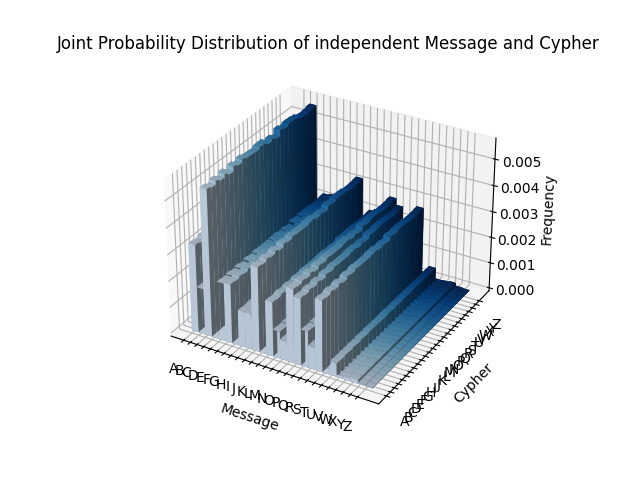 Joint Probability Distribution of independent Message and Cypher
0.005
0.004
0.003
0.002
0.001
0.000
Frequency
A B C D E F G H I J K L M N O P Q R S T U V W X Y Z
Message
A B C D E F G H I J K L M N O P Q R S T U V W X Y Z
Cypher